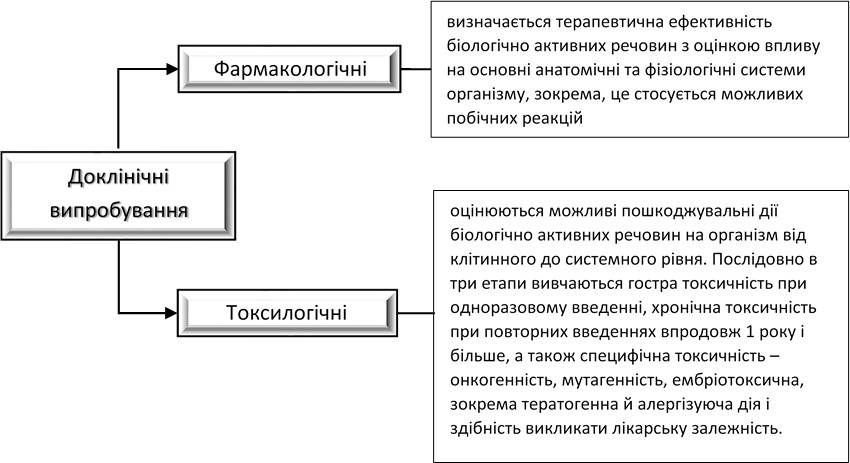 Доклінічні
випробування
Фармакологічні
визначається терапевтична ефективність
біологічно активних речовин з оцінкою впливу
на основні анатомічні та фізіологічні системи
організму, зокрема, це стосується можливих
побічних реакцій
Токсилогічні
оцінюються можливі пошкоджувальні дії
біологічно активних речовин на організм від
клітинного до системного рівня. Послідовно в
три етапи вивчаються гостра токсичність при
одноразовому введенні, хронічна токсичність
при повторних введеннях впродовж 1 року і
більше, а також специфічна токсичність –
онкогенність, мутагенність, ембріотоксична,
зокрема тератогенна й алергізуюча дія і
здібність викликати лікарську залежність.